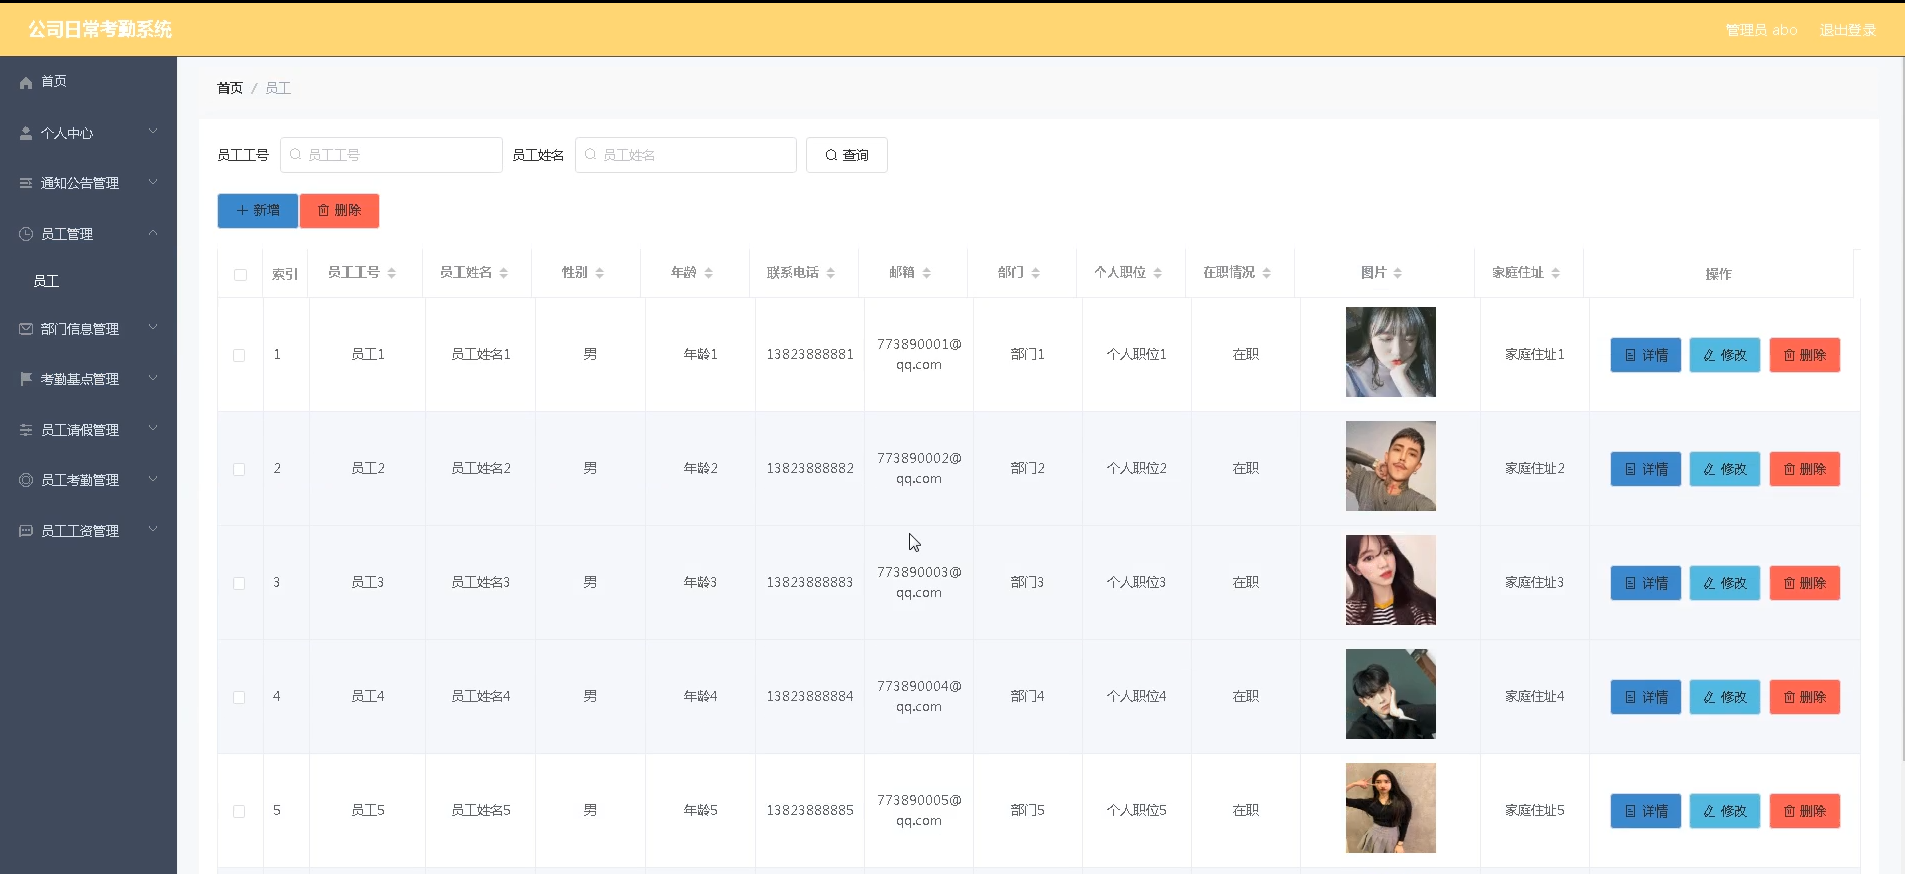 公司日常考勤系统
管理员 abo 退出登录
首页
个人中心
通知公告管理
员工管理
员工
部门信息管理
考勤基点管理
员工请假管理
员工考勤管理
员工工资管理
首页 / 员工
员工工号 员工工号 员工姓名 员工姓名 查询
新增 删除
索引 员工工号 员工姓名 性别 年龄 联系电话 邮箱 部门 个人职位 在职情况 图片 家庭住址 操作
1 员工1 员工姓名1 男 年龄1 13823888881 773890001@ 部门1 个人职位1 在职 家庭住址1 详情 修改 删除
qq.com
2 员工2 员工姓名2 男 年龄2 13823888882 773890002@ 部门2 个人职位2 在职 家庭住址2 详情 修改 删除
qq.com
3 员工3 员工姓名3 男 年龄3 13823888883 773890003@ 部门3 个人职位3 在职 家庭住址3 详情 修改 删除
qq.com
4 员工4 员工姓名4 男 年龄4 13823888884 773890004@ 部门4 个人职位4 在职 家庭住址4 详情 修改 删除
qq.com
5 员工5 员工姓名5 男 年龄5 13823888885 773890005@ 部门5 个人职位5 在职 家庭住址5 详情 修改 删除
qq.com